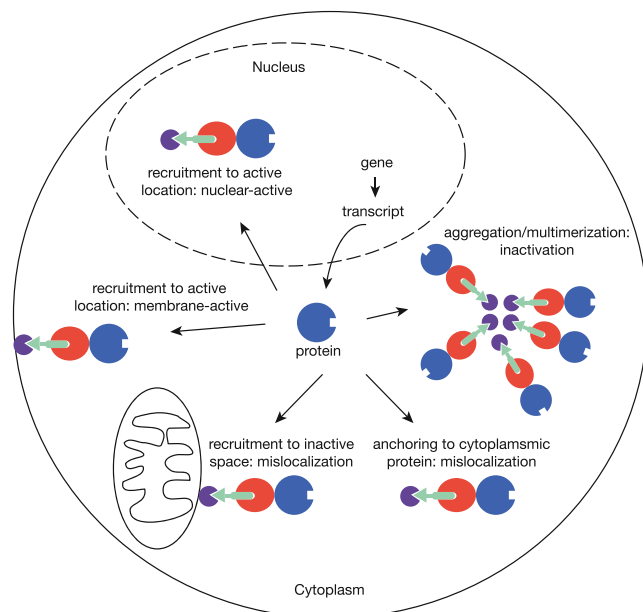 Nucleus
recruitment to active
location: nuclear-active
gene
transcript
aggregation/multimerization:
inactivation
recruitment to active
location: membrane-active
protein
recruitment to inactive
space: mislocalization
anchoring to cytoplamsmic
protein: mislocalization
Cytoplasm